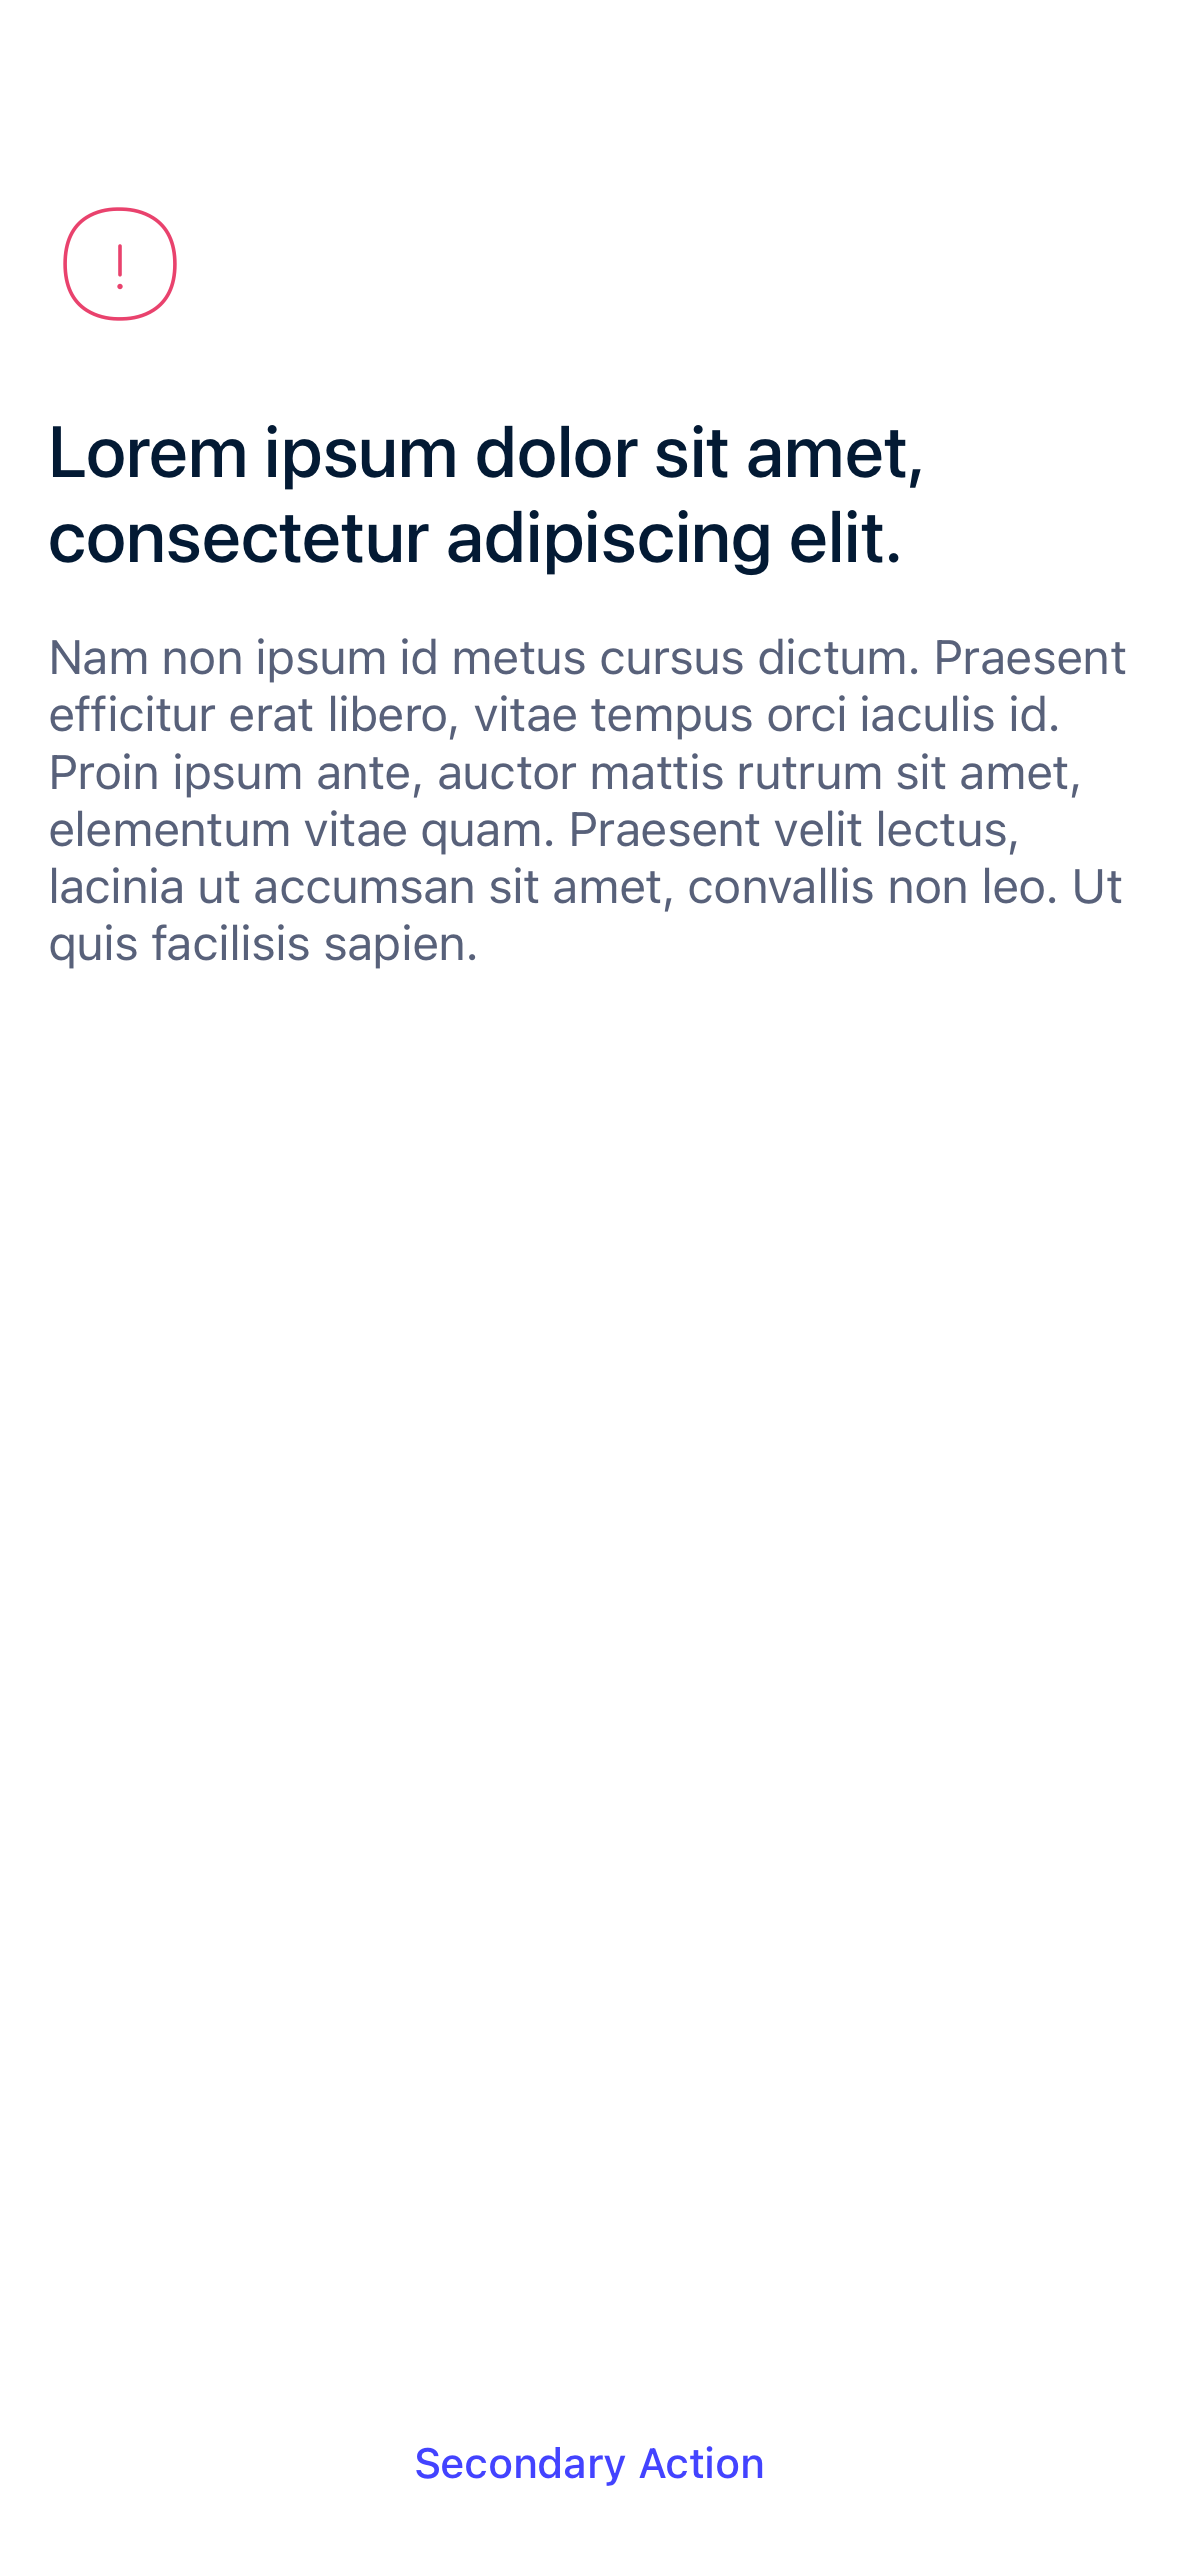 !
Lorem ipsum dolor sit amet,
consectetur adipiscing elit.
Nam non ipsum id metus cursus dictum. Praesent
efficitur erat libero, vitae tempus orci iaculis id.
Proin ipsum ante, auctor mattis rutrum sit amet,
elementum vitae quam. Praesent velit lectus,
lacinia ut accumsan sit amet, convallis non leo. Ut
quis facilisis sapien.
Secondary Action